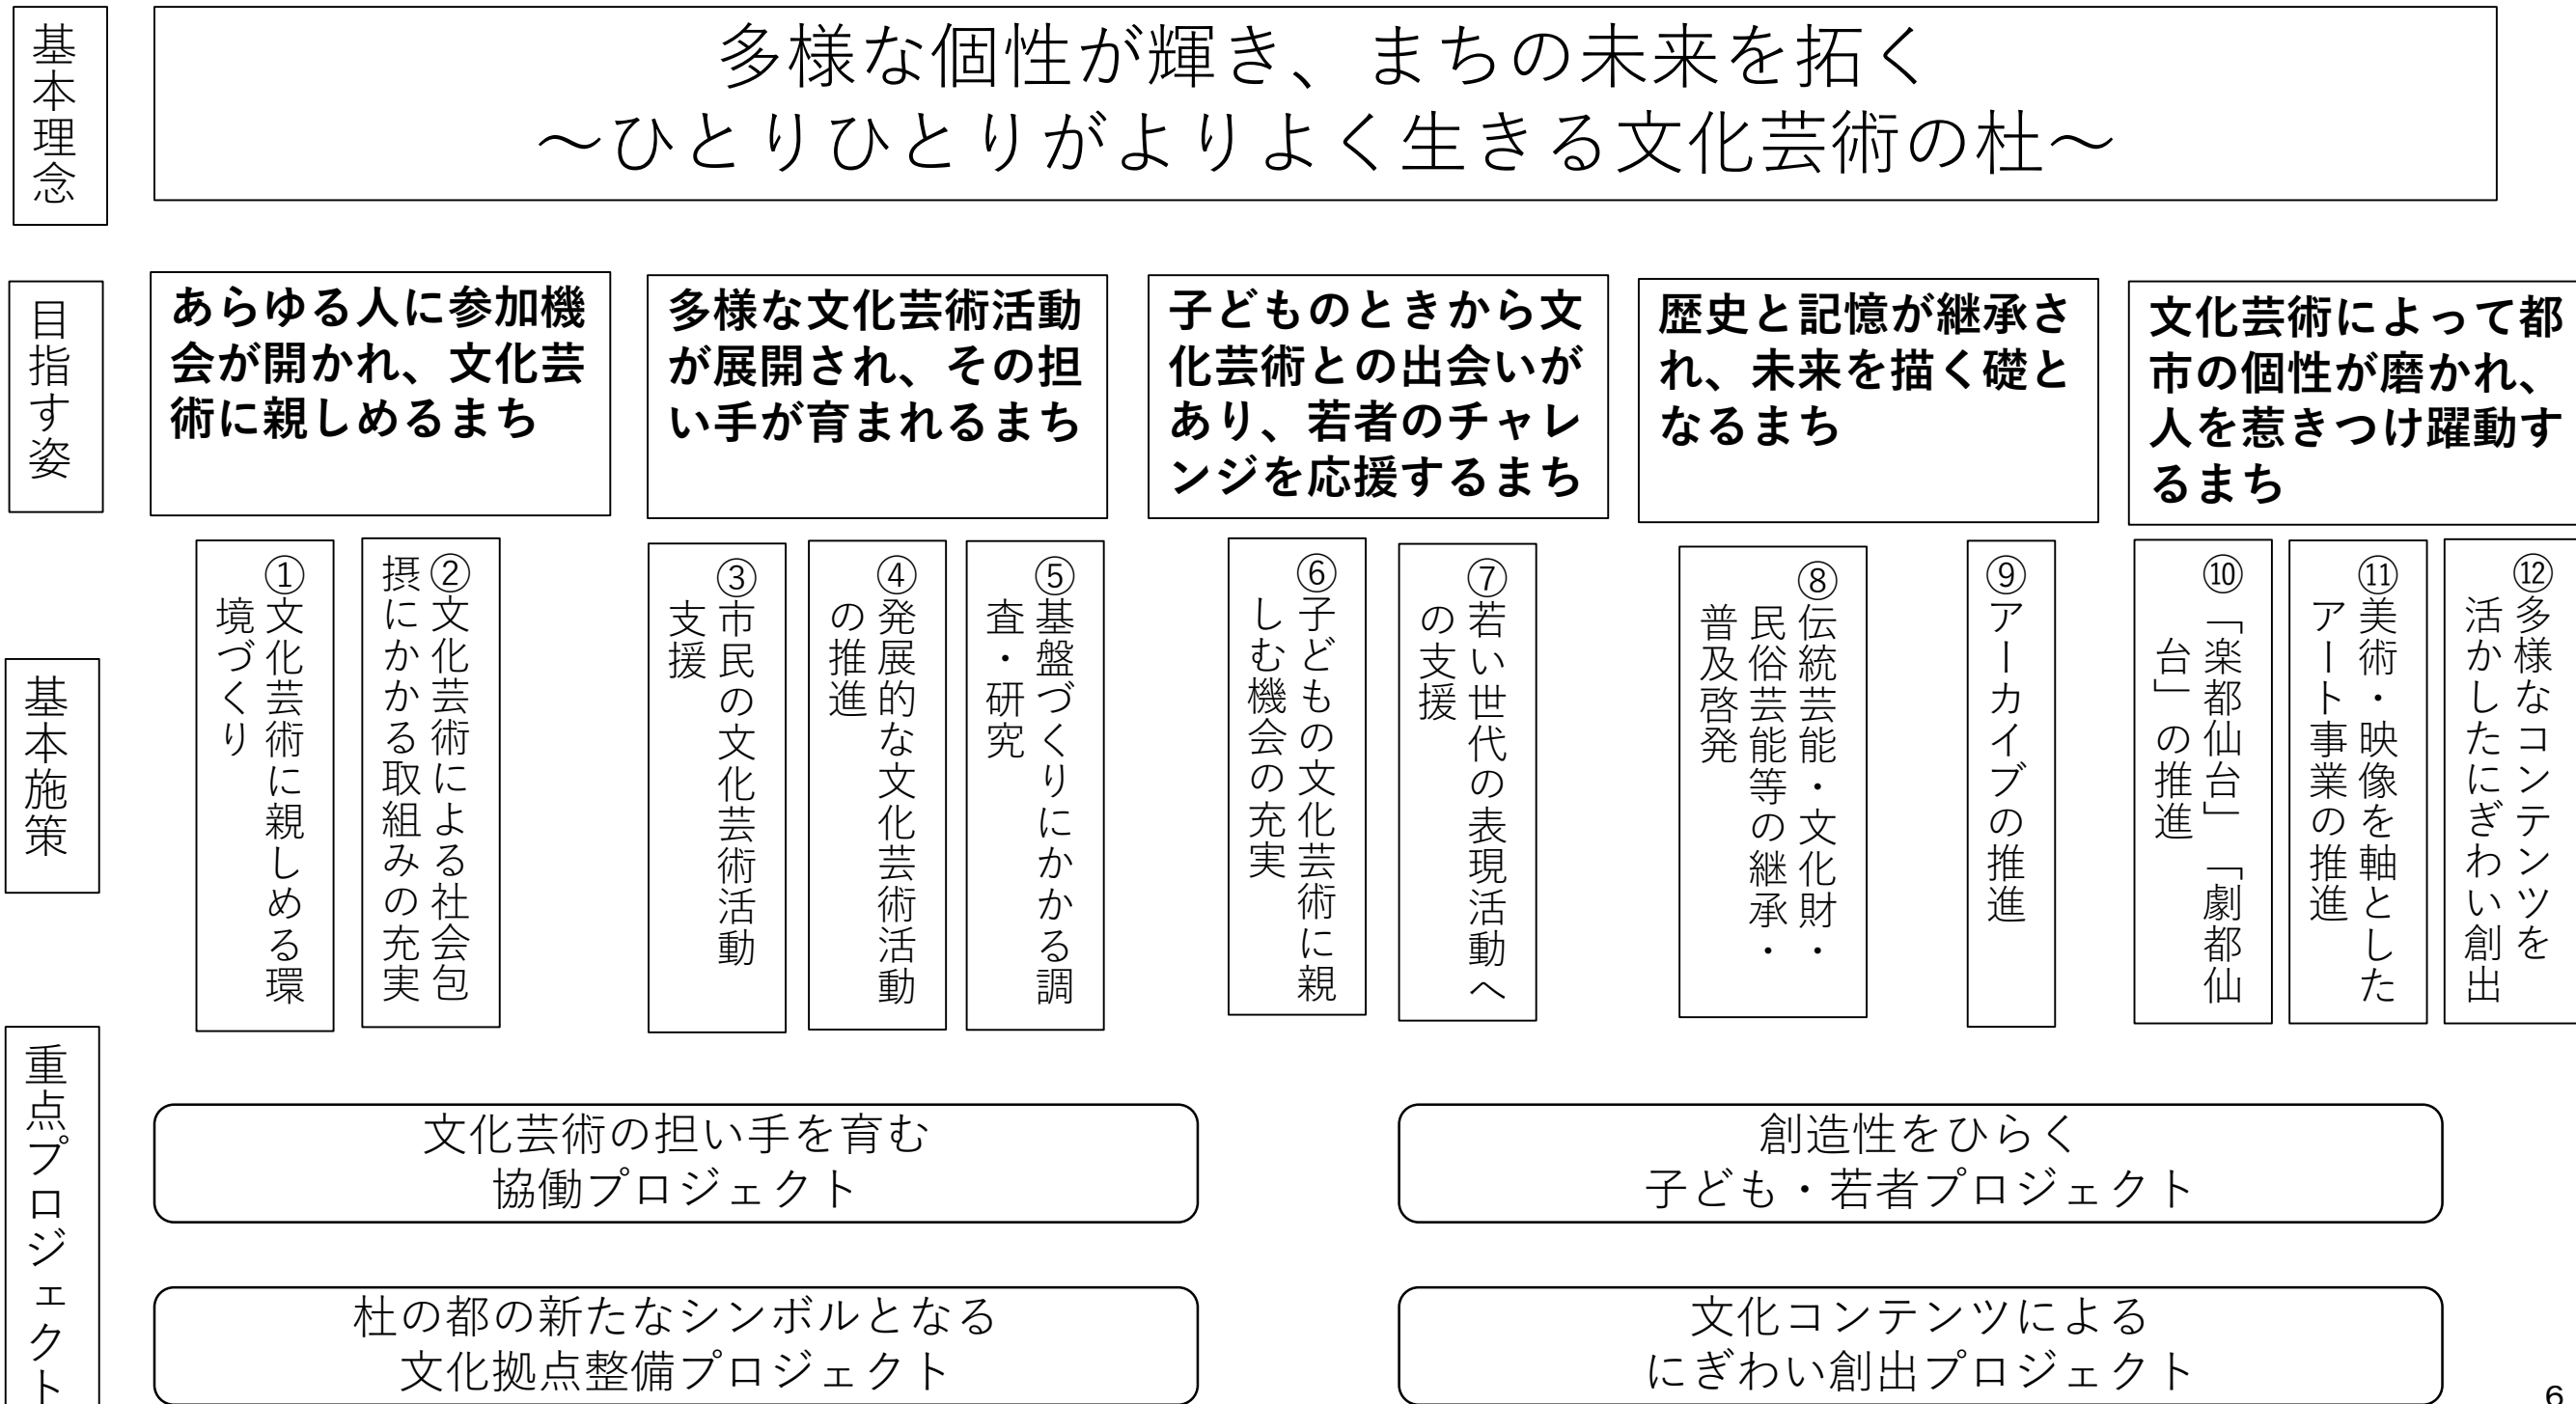 基本理念
多様な個性が輝き、まちの未来を拓く
～ひとりひとりがよりよく生きる文化芸術の杜～
目指す姿
あらゆる人に参加機
会が開かれ、文化芸
術に親しめるまち
多様な文化芸術活動
が展開され、その担
い手が育まれるまち
子どものときから文
化芸術との出会いが
あり、若者のチャレ
ンジを応援するまち
歴史と記憶が継承さ
れ、未来を描く礎と
なるまち
文化芸術によって都
市の個性が磨かれ、
人を惹きつけ躍動す
るまち
基本施策
①文化芸術に親しめる環
境づくり
②文化芸術による社会包
摂にかかる取組みの充実
③市民の文化芸術活動
支援
④発展的な文化芸術活動
の推進
⑤基盤づくりにかかる調
査・研究
⑥子どもの文化芸術に親
しむ機会の充実
⑦若い世代の表現活動へ
の支援
⑧伝統芸能・文化財・
民俗芸能等の継承・
普及啓発
⑨アーカイブの推進
⑩「楽都仙台」「劇都仙
台」の推進
⑪美術・映像を軸とした
アート事業の推進
⑫多様なコンテンツを
活かしたにぎわい創出
重点プロジェクト
文化芸術の担い手を育む
協働プロジェクト
創造性をひらく
子ども・若者プロジェクト
杜の都の新たなシンボルとなる
文化拠点整備プロジェクト
文化コンテンツによる
にぎわい創出プロジェクト
6